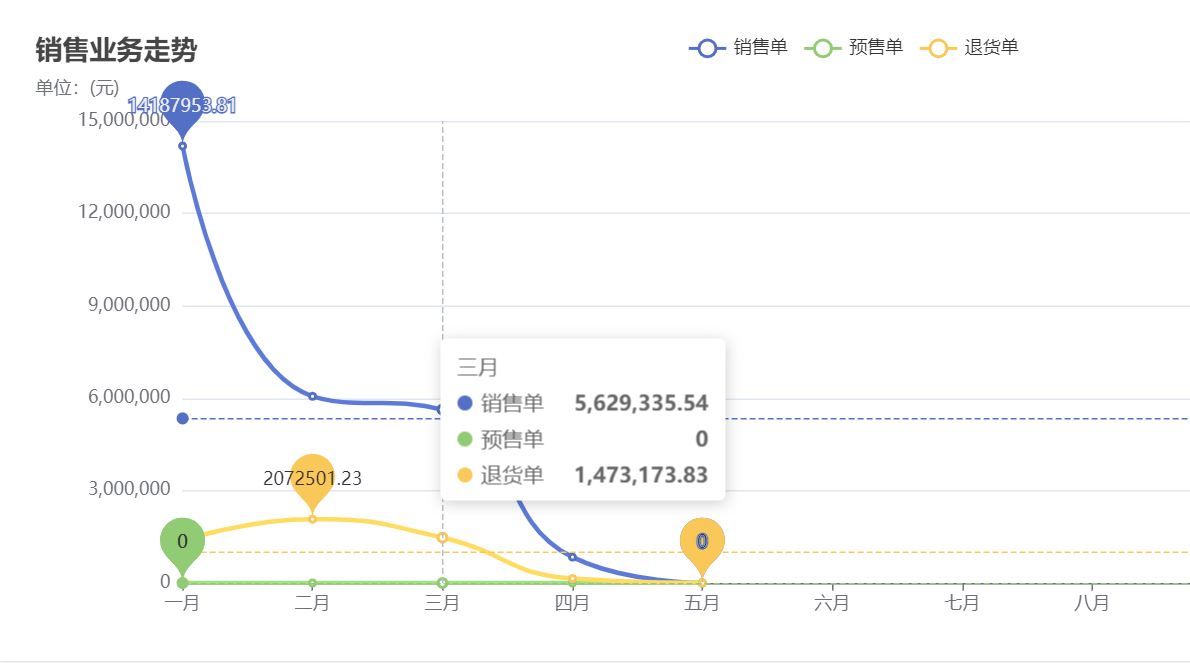 销售业务走势
销售单 预售单 退货单
单位：(元)
14187953.81
15,000,000
12,000,000
9,000,000
6,000,000
3,000,000
0
2072501.23
0
0
三月
销售单 5,629,335.54
预售单 0
退货单 1,473,173.83
一月 二月 三月 四月 五月 六月 七月 八月